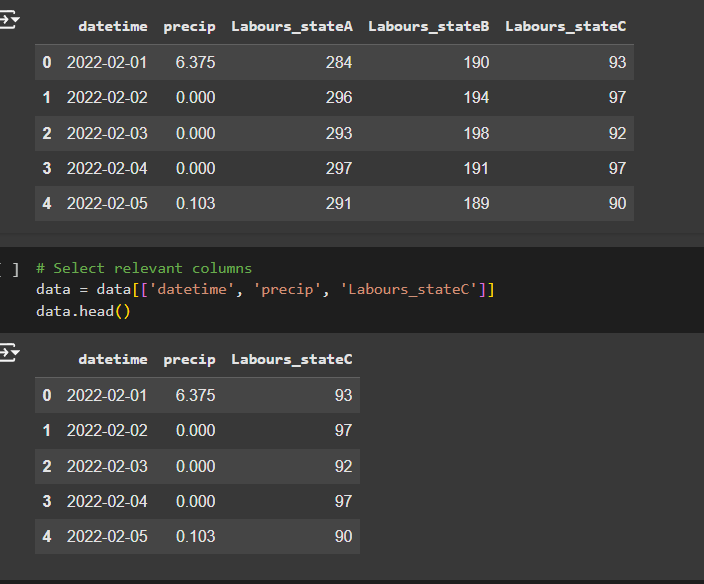 datetime precip Labours_stateA Labours_stateB Labours_stateC
0 2022-02-01 6.375 284 190 93
1 2022-02-02 0.000 296 194 97
2 2022-02-03 0.000 293 198 92
3 2022-02-04 0.000 297 191 97
4 2022-02-05 0.103 291 189 90
[ ] # Select relevant columns
data = data[['datetime', 'precip', 'Labours_stateC']]
data.head()
datetime precip Labours_stateC
0 2022-02-01 6.375 93
1 2022-02-02 0.000 97
2 2022-02-03 0.000 92
3 2022-02-04 0.000 97
4 2022-02-05 0.103 90